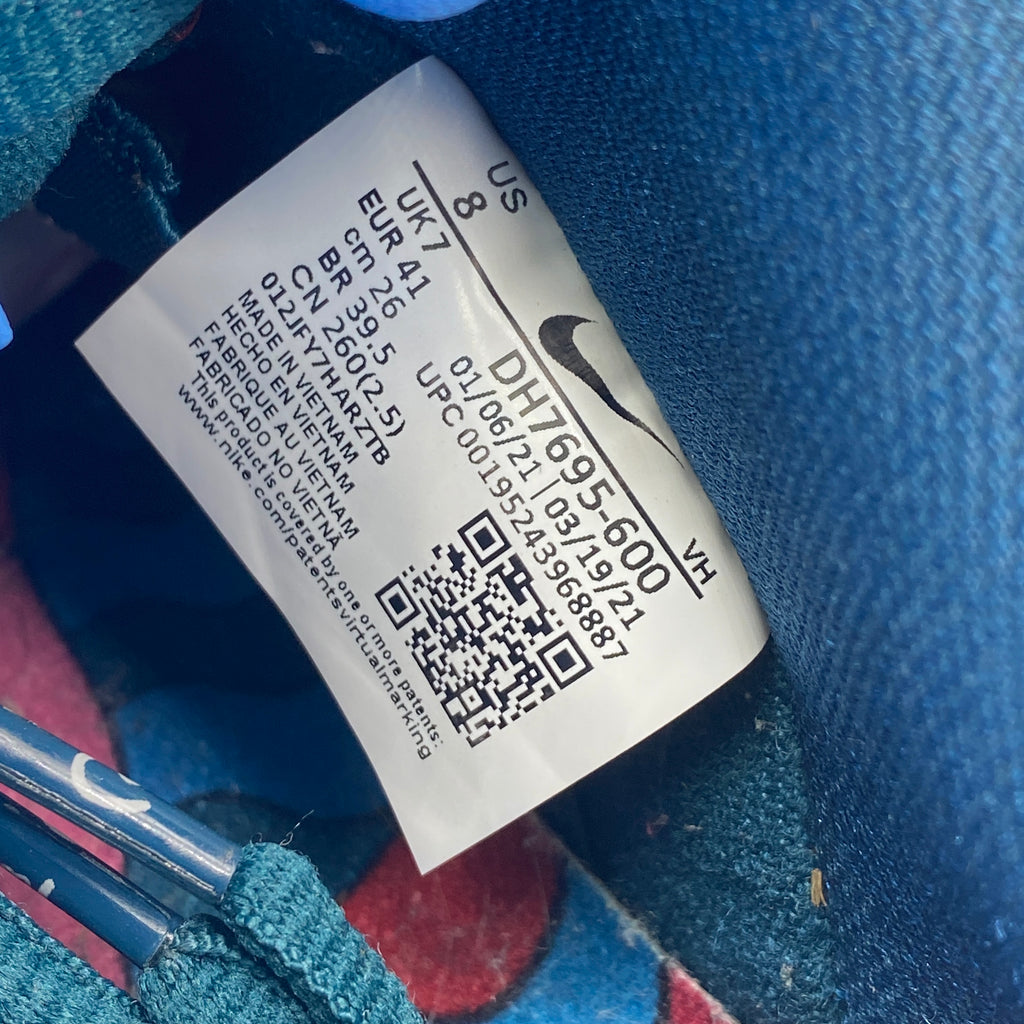 US 8
UK 7
EUR 41
cm 26
BR 39,5
CN 260(2.5)
012JFY7HARZTB
MADE IN VIETNAM
HECHO EN VIETNAM
FABRIQUE AU VIETNAM
FABRICADO NO VIETNÃ
This product is covered by one or more patents:
www.nike.com/patentsvirtualmarking
VH
DH7695-600
01/06/21 | 03/19/21
UPC 00195243968887